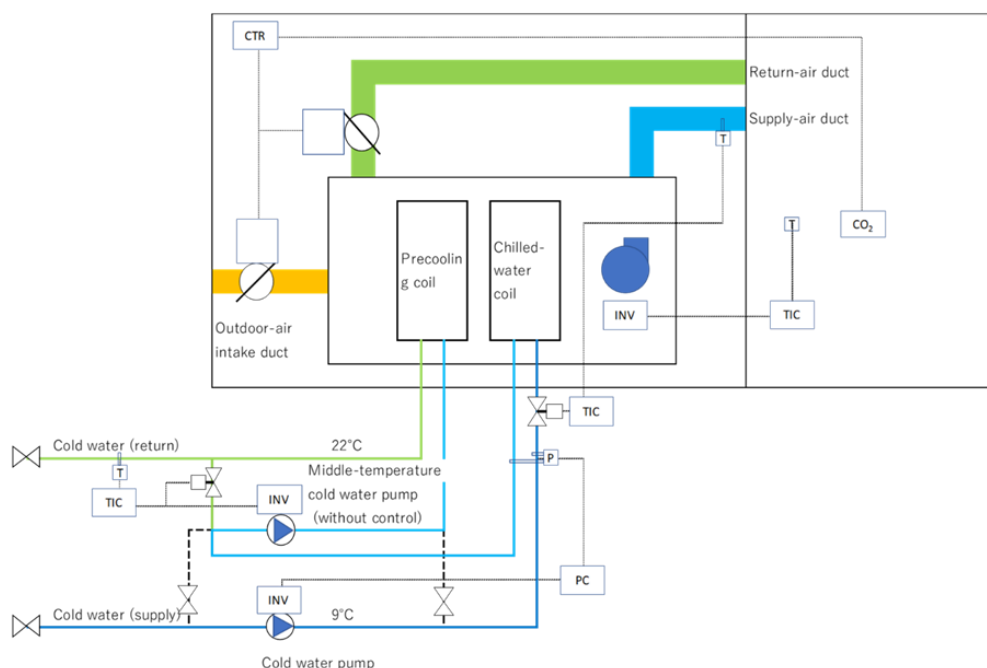 CTR
Return-air duct
Supply-air duct
T
Precoolin
g coil
Chilled-
water
coil
T
CO₂
INV
TIC
Outdoor-air
intake duct
TIC
Cold water (return)
22°C
P
T
Middle-temperature
cold water pump
(without control)
TIC
INV
PC
INV
Cold water (supply)
9°C
Cold water pump